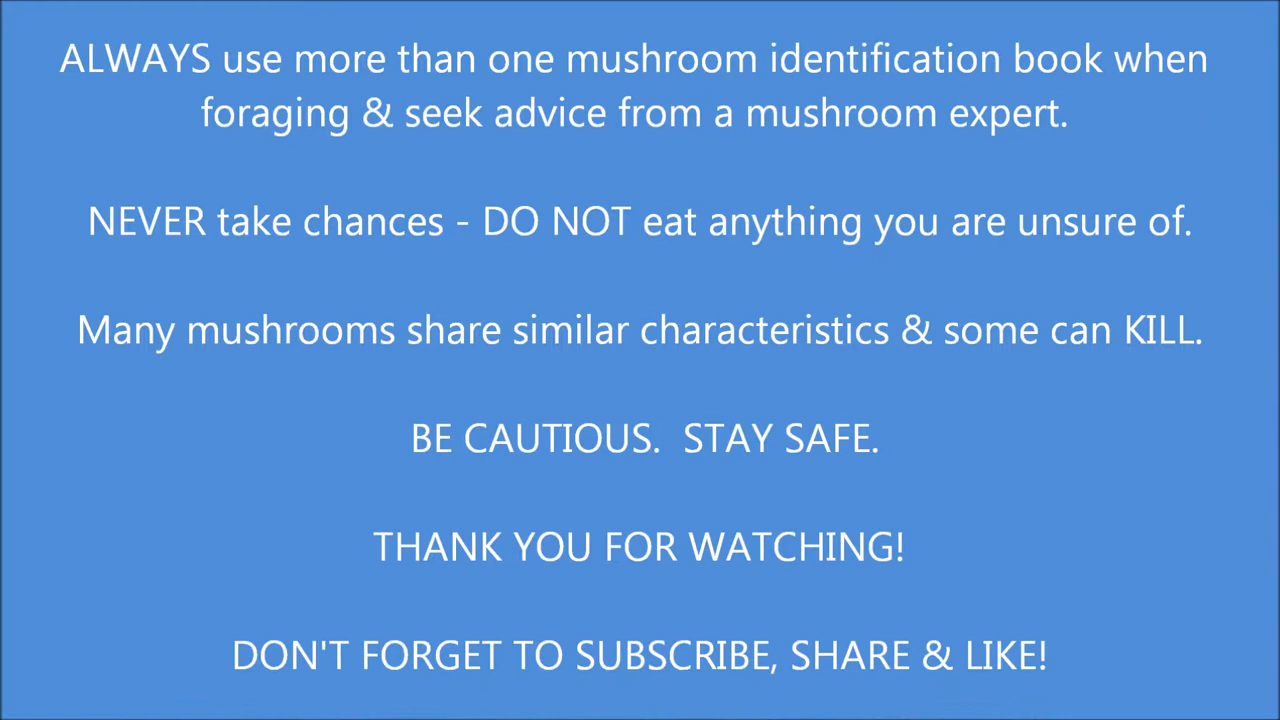 ALWAYS use more than one mushroom identification book when
foraging & seek advice from a mushroom expert.
NEVER take chances - DO NOT eat anything you are unsure of.
Many mushrooms share similar characteristics & some can KILL.
BE CAUTIOUS.  STAY SAFE.
THANK YOU FOR WATCHING!
DON'T FORGET TO SUBSCRIBE, SHARE & LIKE!